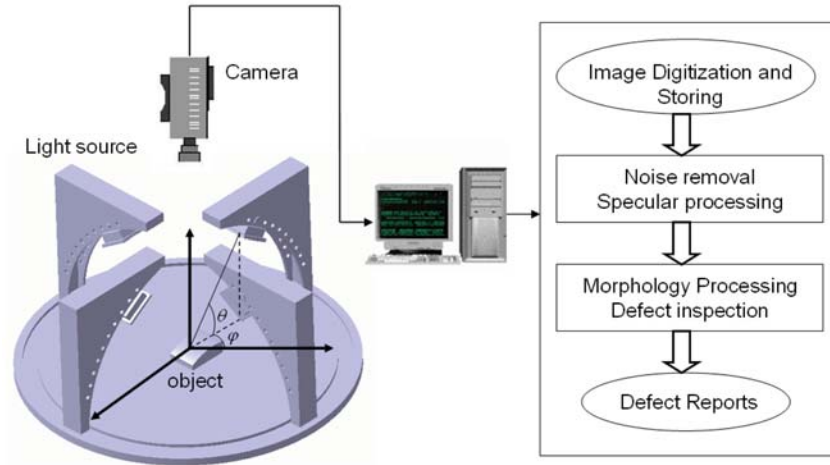 Camera
Light source
θ
φ
object
Image Digitization and
Storing
Noise removal
Specular processing
Morphology Processing
Defect inspection
Defect Reports